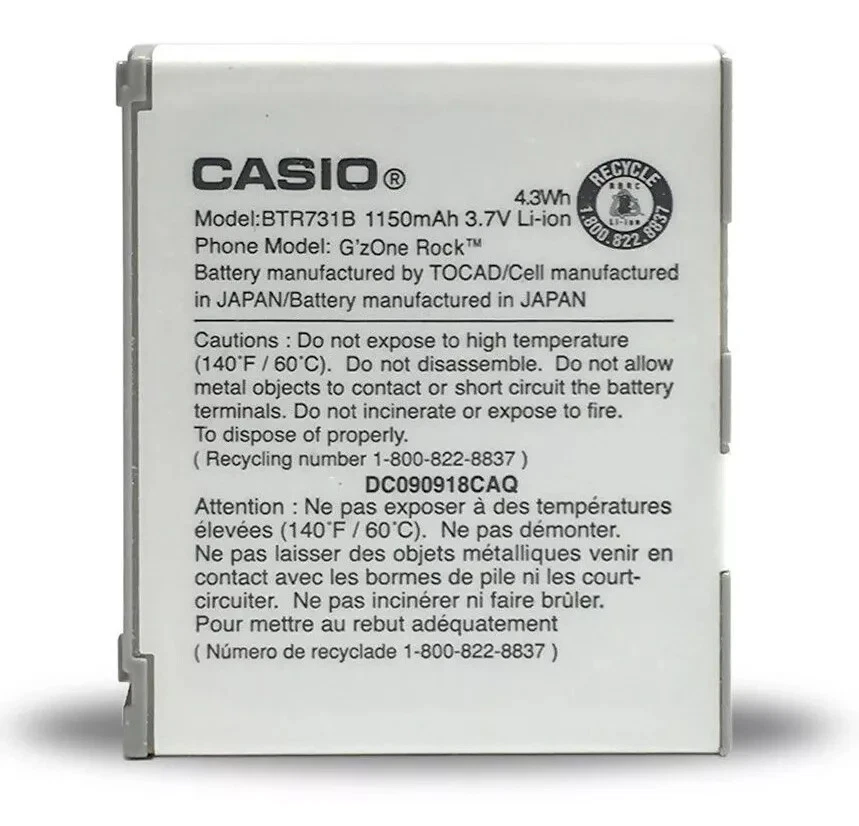 CASIO®
4.3Wh
Model:BTR731B 1150mAh 3.7V Li-ion
RECYCLE
RBRC
Li-ion
1.800.822.8837
Phone Model: G'zOne Rock™
Battery manufactured by TOCAD/Cell manufactured
in JAPAN/Battery manufactured in JAPAN
Cautions : Do not expose to high temperature
(140°F / 60°C). Do not disassemble. Do not allow
metal objects to contact or short circuit the battery
terminals. Do not incinerate or expose to fire.
To dispose of properly.
( Recycling number 1-800-822-8837 )
DC090918CAQ
Attention : Ne pas exposer à des températures
élevées (140°F / 60°C). Ne pas démonter.
Ne pas laisser des objets métalliques venir en
contact avec les bormes de pile ni les court-
circuiter. Ne pas incinérer ni faire brûler.
Pour mettre au rebut adéquatement
( Número de recyclade 1-800-822-8837 )